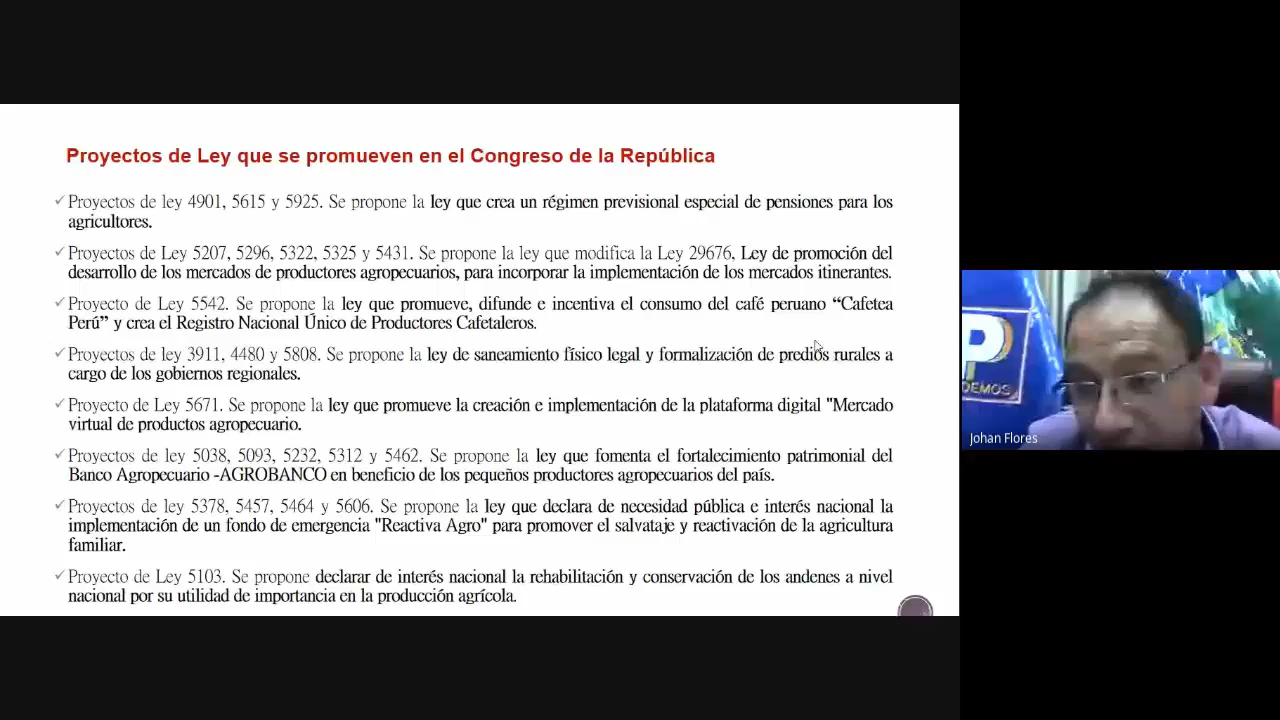 Proyectos de Ley que se promueven en el Congreso de la República
✓Proyectos de ley 4901, 5615 y 5925. Se propone la ley que crea un régimen previsional especial de pensiones para los
agricultores.
✓Proyectos de Ley 5207, 5296, 5322, 5325 y 5431. Se propone la ley que modifica la Ley 29676, Ley de promoción del
desarrollo de los mercados de productores agropecuarios, para incorporar la implementación de los mercados itinerantes.
✓Proyecto de Ley 5542. Se propone la ley que promueve, difunde e incentiva el consumo del café peruano “Cafetea
Perú” y crea el Registro Nacional Único de Productores Cafetaleros.
✓Proyectos de ley 3911, 4480 y 5808. Se propone la ley de saneamiento físico legal y formalización de predios rurales a
cargo de los gobiernos regionales.
✓Proyecto de Ley 5671. Se propone la ley que promueve la creación e implementación de la plataforma digital "Mercado
virtual de productos agropecuario.
✓Proyectos de ley 5038, 5093, 5232, 5312 y 5462. Se propone la ley que fomenta el fortalecimiento patrimonial del
Banco Agropecuario -AGROBANCO en beneficio de los pequeños productores agropecuarios del país.
✓Proyectos de ley 5378, 5457, 5464 y 5606. Se propone la ley que declara de necesidad pública e interés nacional la
implementación de un fondo de emergencia "Reactiva Agro" para promover el salvataje y reactivación de la agricultura
familiar.
✓Proyecto de Ley 5103. Se propone declarar de interés nacional la rehabilitación y conservación de los andenes a nivel
nacional por su utilidad de importancia en la producción agrícola.
P
DEMOS
Johan Flores